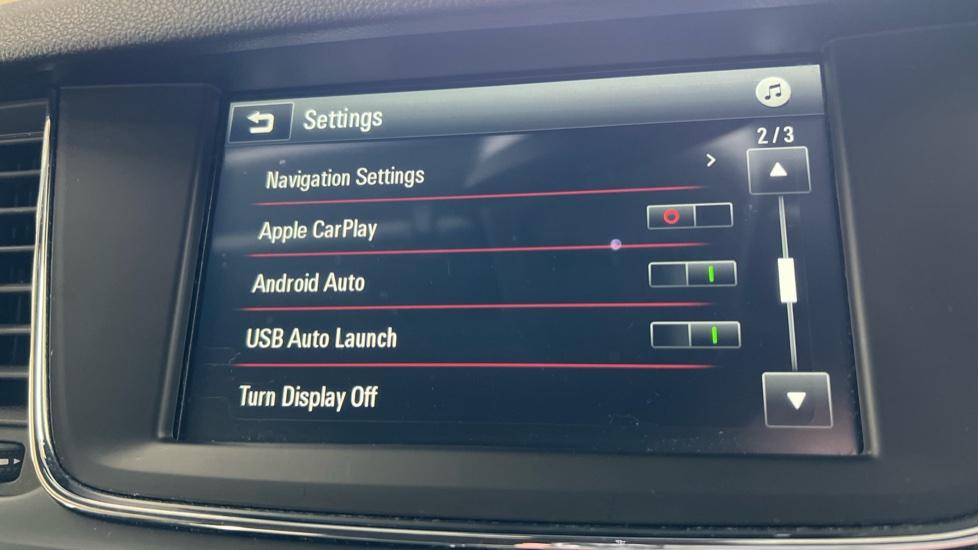 Settings
2/3
Navigation Settings
Apple CarPlay
Android Auto
USB Auto Launch
Turn Display Off